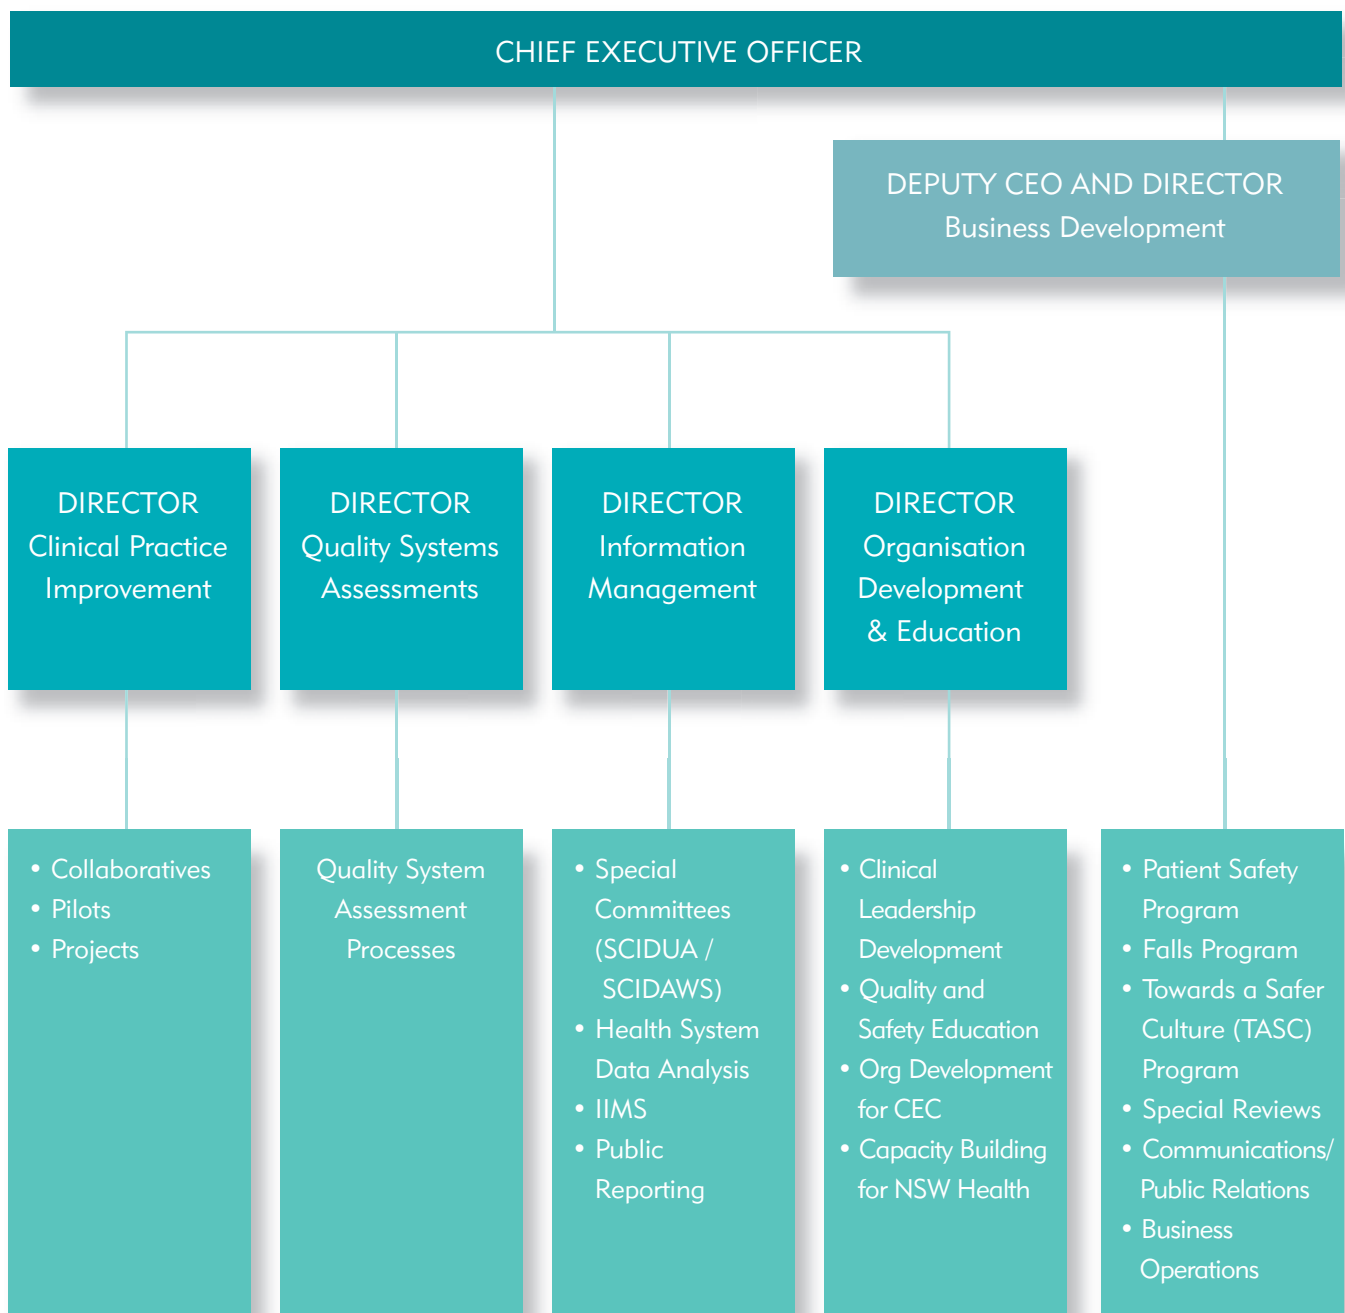 CHIEF EXECUTIVE OFFICER
DEPUTY CEO AND DIRECTOR
Business Development
DIRECTOR
Clinical Practice
Improvement
DIRECTOR
Quality Systems
Assessments
DIRECTOR
Information
Management
DIRECTOR
Organisation
Development
& Education
• Collaboratives
• Pilots
• Projects
Quality System
Assessment
Processes
• Special
Committees
(SCIDUA /
SCIDAWS)
• Health System
Data Analysis
• IIMS
• Public
Reporting
• Clinical
Leadership
Development
• Quality and
Safety Education
• Org Development
for CEC
• Capacity Building
for NSW Health
• Patient Safety
Program
• Falls Program
• Towards a Safer
Culture (TASC)
Program
• Special Reviews
• Communications/
Public Relations
• Business
Operations